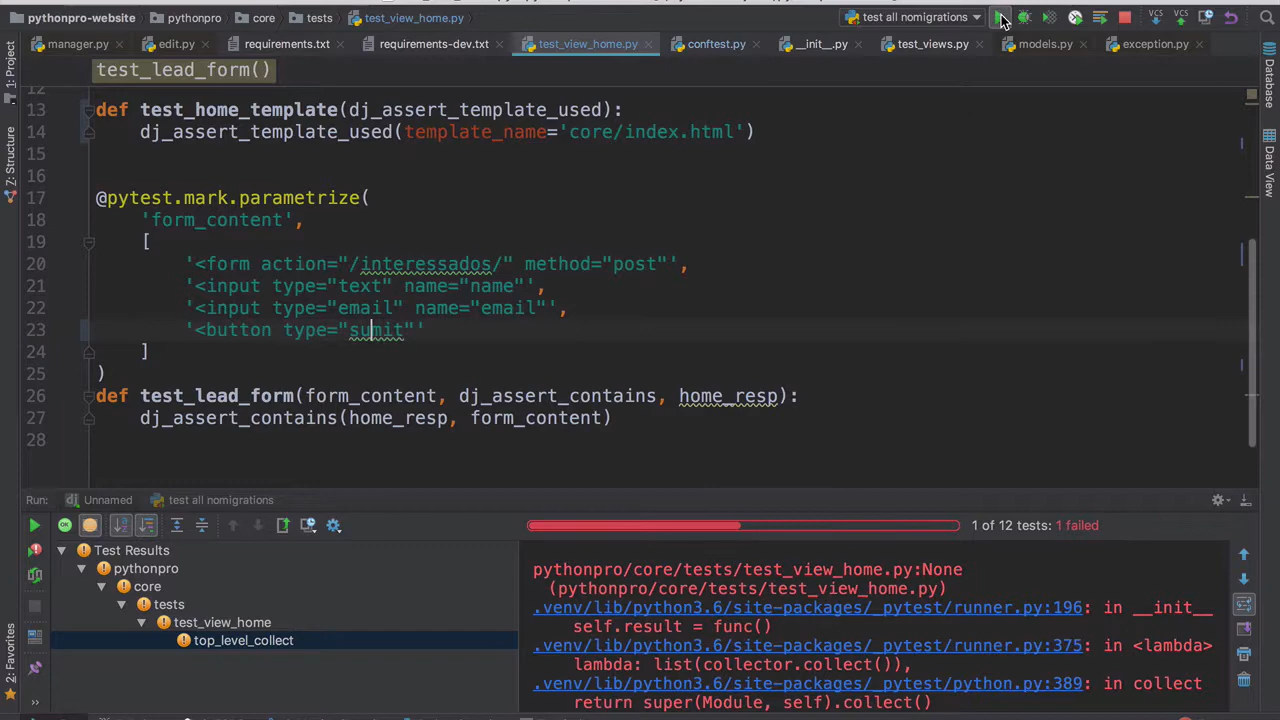 pythonpro-website pythonpro core tests test_view_home.py test all nomigrations
manager.py edit.py requirements.txt requirements-dev.txt test_view_home.py conftest.py __init__.py test_views.py models.py exception.py
test_lead_form()
12
13 def test_home_template(dj_assert_template_used):
14 dj_assert_template_used(template_name='core/index.html')
15
16
17 @pytest.mark.parametrize(
18 'form_content',
19 [
20 '<form action="/interessados/" method="post"',
21 '<input type="text" name="name"',
22 '<input type="email" name="email"',
23 '<button type="sumit"'
24 ]
25 )
26 def test_lead_form(form_content, dj_assert_contains, home_resp):
27 dj_assert_contains(home_resp, form_content)
28
1: Project
Z: Structure
2: Favorites
Database
Data View
Run: dj Unnamed test all nomigrations
1 of 12 tests: 1 failed
Test Results
pythonpro
core
tests
test_view_home
top_level_collect
pythonpro/core/tests/test_view_home.py:None
(pythonpro/core/tests/test_view_home.py)
.venv/lib/python3.6/site-packages/_pytest/runner.py:196: in __init__
self.result = func()
.venv/lib/python3.6/site-packages/_pytest/runner.py:375: in <lambda>
lambda: list(collector.collect()),
.venv/lib/python3.6/site-packages/_pytest/python.py:389: in collect
return super(Module, self).collect()